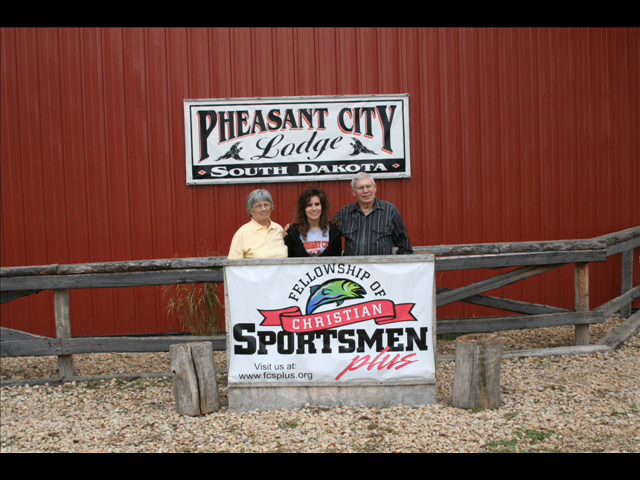 PHEASANT CITY
Lodge
SOUTH DAKOTA
FELLOWSHIP OF
CHRISTIAN
SPORTSMEN
plus
Visit us at:
www.fcsplus.org